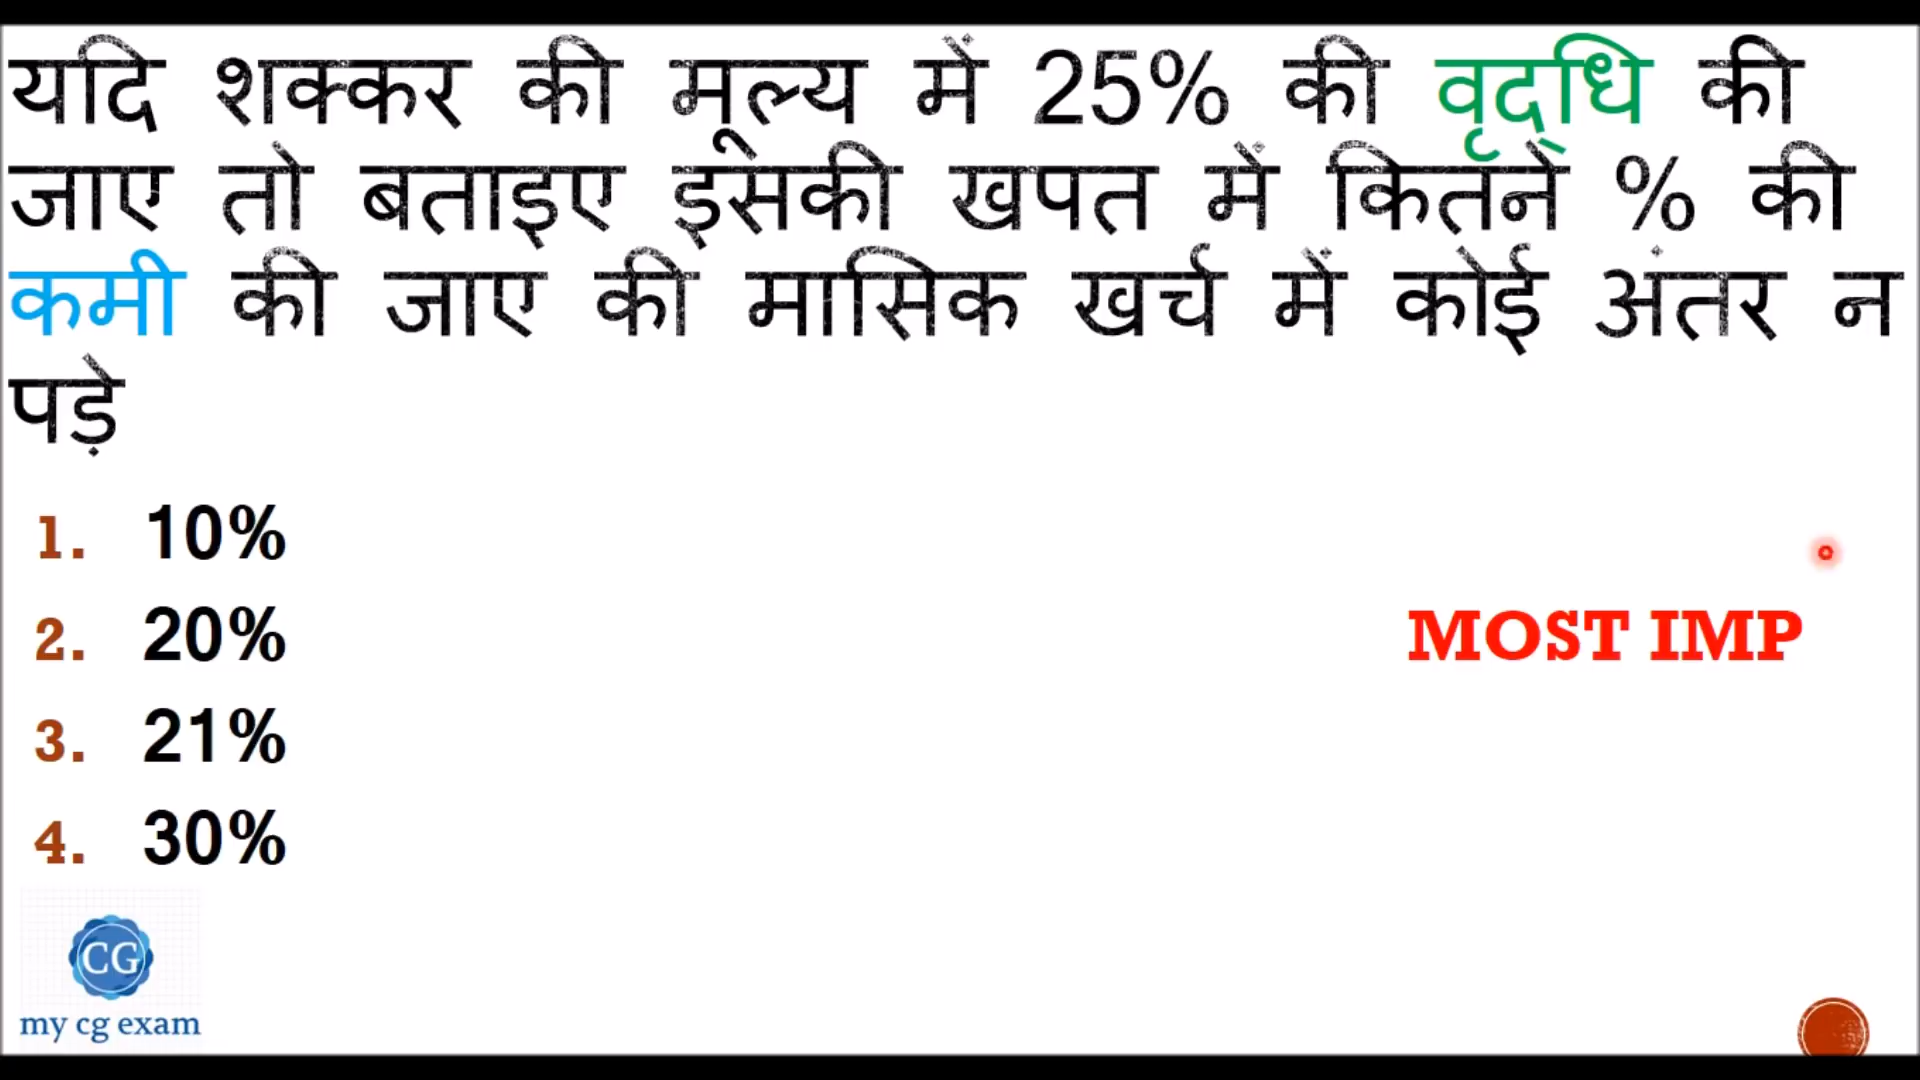 यदि शक्कर की मूल्य में 25% की वृद्धि की
जाए तो बताइए इसकी खपत में कितने % की
कमी की जाए की मासिक खर्च में कोई अंतर न
पड़े
1. 10%
2. 20%
MOST IMP
3. 21%
4. 30%
CG
my cg exam